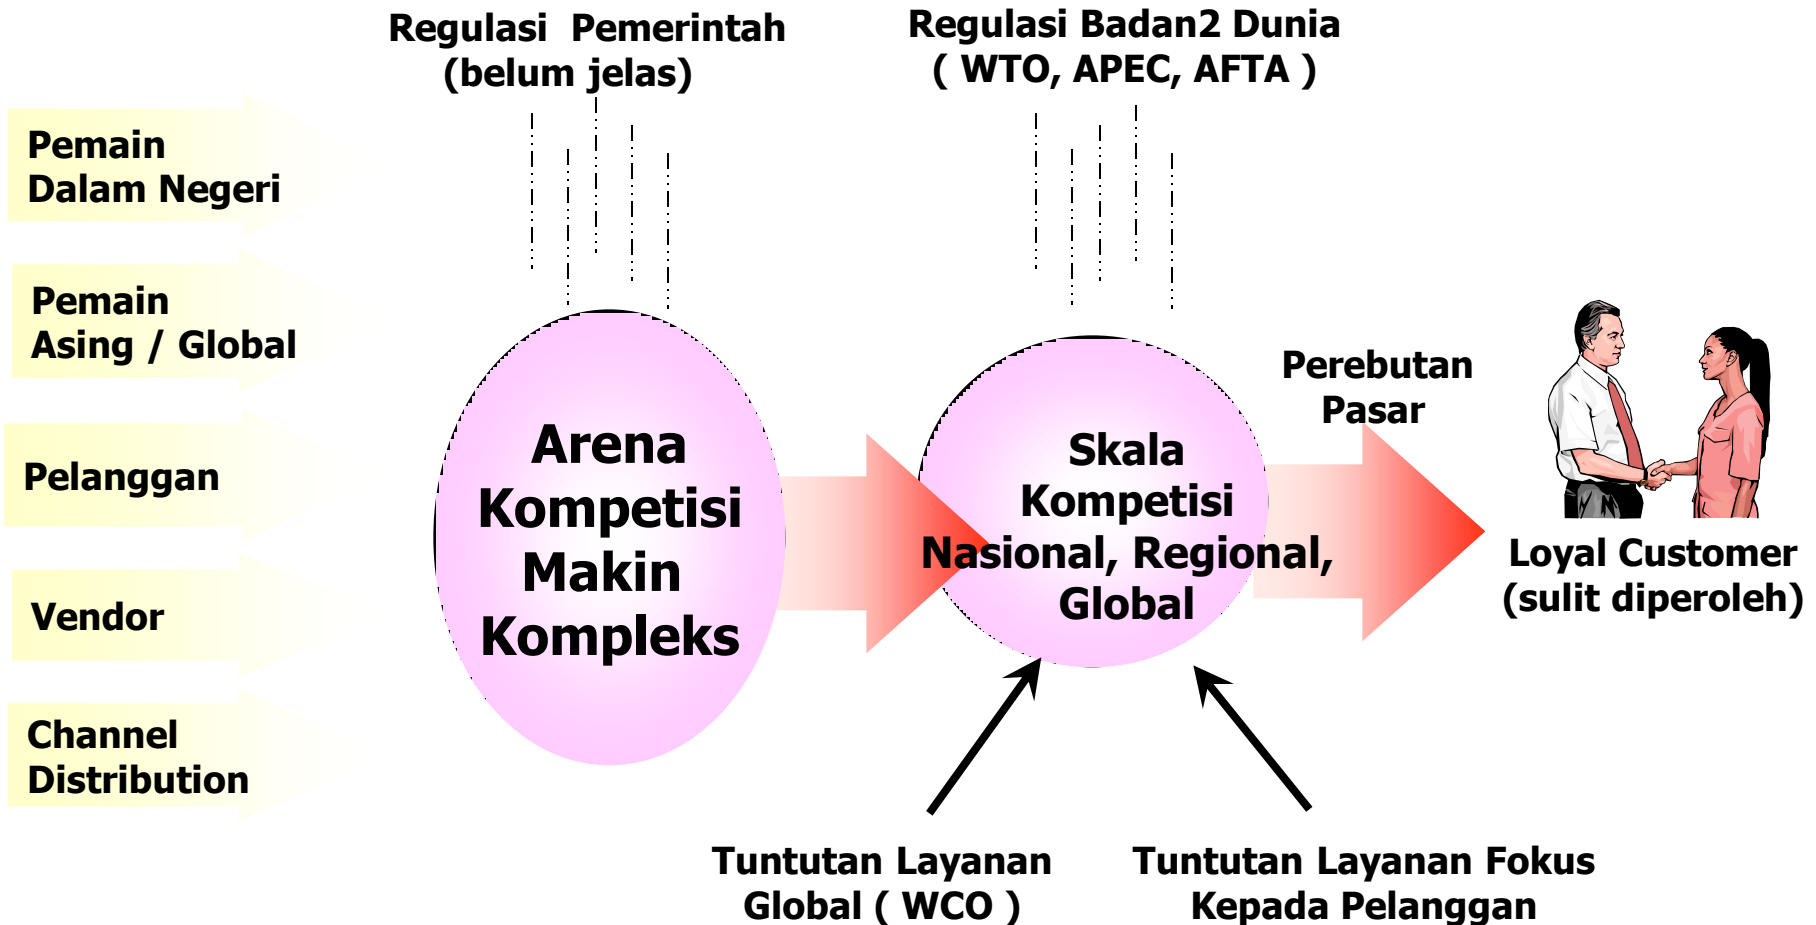 Regulasi Pemerintah
(belum jelas)
Regulasi Badan2 Dunia
( WTO, APEC, AFTA )
Pemain
Dalam Negeri
Pemain
Asing / Global
Pelanggan
Vendor
Channel
Distribution
Arena
Kompetisi
Makin
Kompleks
Skala
Kompetisi
Nasional, Regional,
Global
Perebutan
Pasar
Loyal Customer
(sulit diperoleh)
Tuntutan Layanan
Global ( WCO )
Tuntutan Layanan Fokus
Kepada Pelanggan